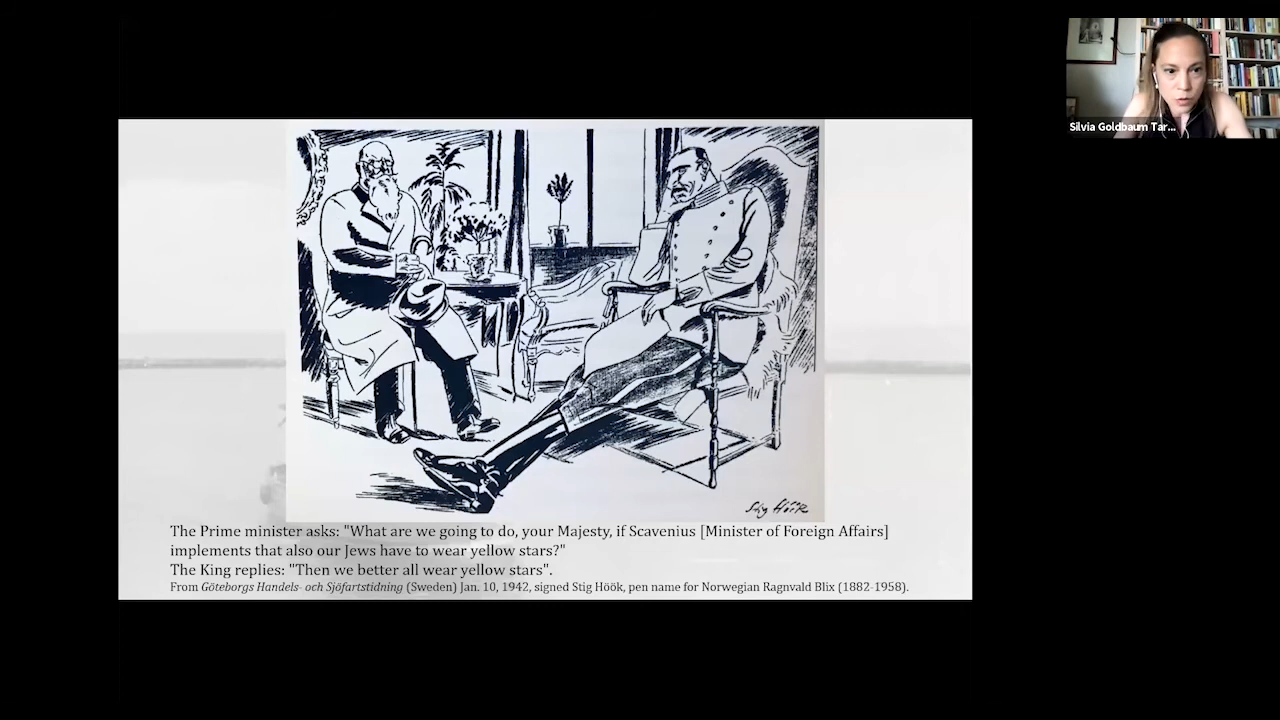 Silvia Goldbaum Tar...
Stig Höök
The Prime minister asks: "What are we going to do, your Majesty, if Scavenius [Minister of Foreign Affairs]
implements that also our Jews have to wear yellow stars?"
The King replies: "Then we better all wear yellow stars".
From Göteborgs Handels- och Sjöfartstidning (Sweden) Jan. 10, 1942, signed Stig Höök, pen name for Norwegian Ragnvald Blix (1882-1958).